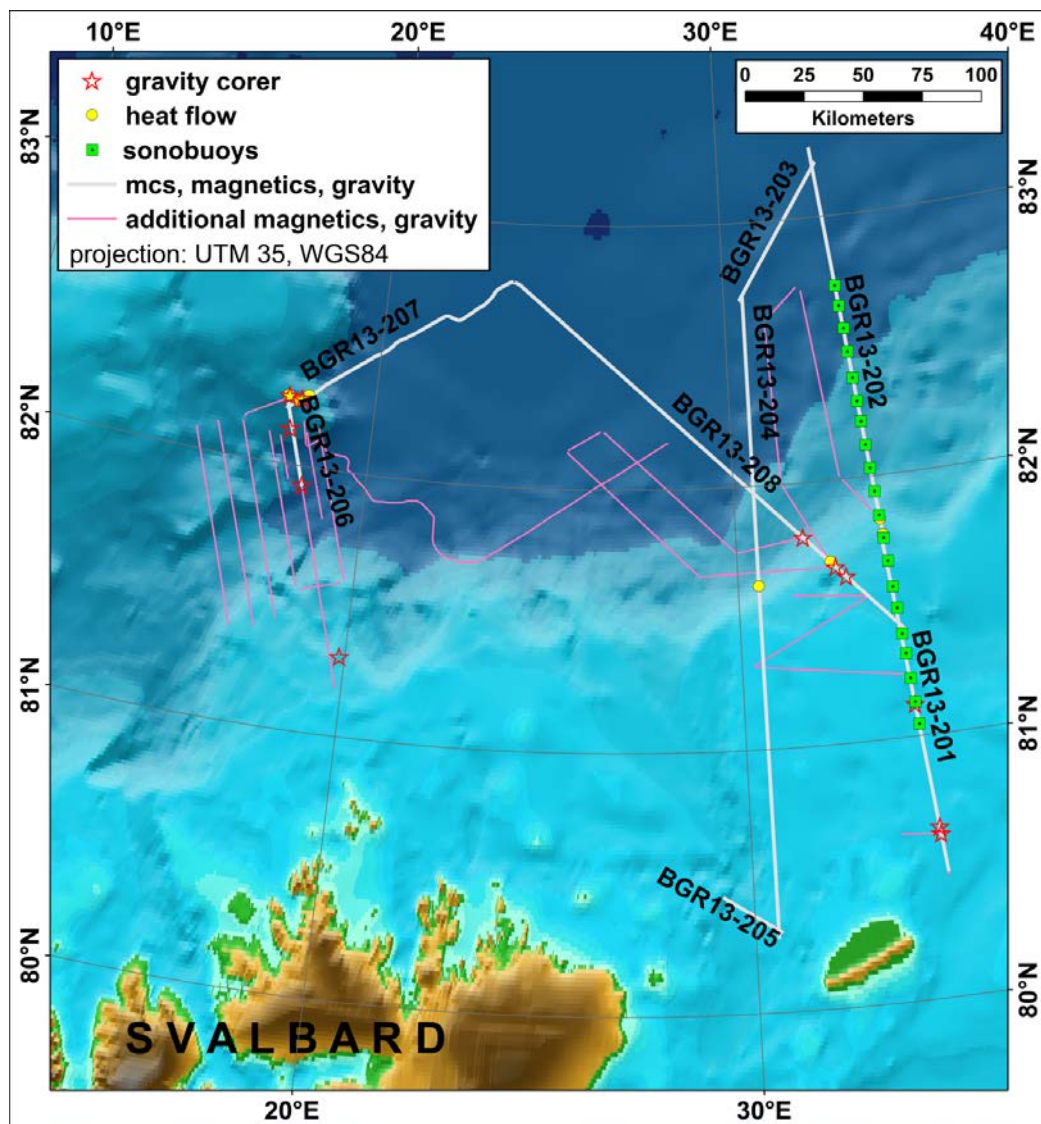 10°E 20°E 30°E 40°E
gravity corer
heat flow
sonobuoys
mcs, magnetics, gravity
additional magnetics, gravity
projection: UTM 35, WGS84
0 25 50 75 100
Kilometers
83°N
83°N
BGR13-203
BGR13-207
BGR13-204
BGR13-202
82°N
82°N
BGR13-206
BGR13-208
81°N
81°N
BGR13-201
BGR13-205
80°N
80°N
SVALBARD
20°E 30°E